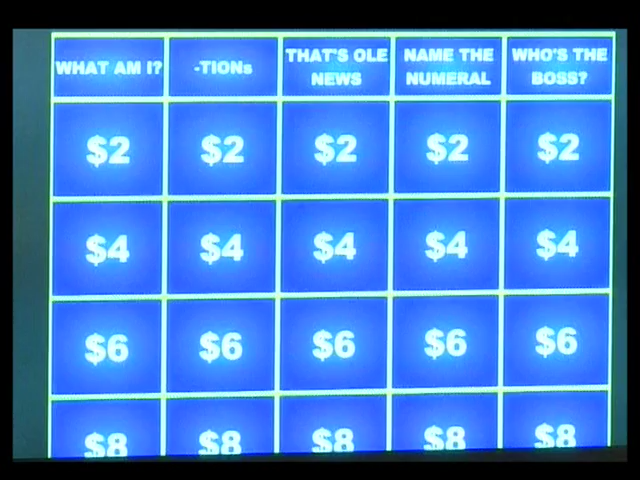 WHAT AM I? -TIONs THAT'S OLE NEWS NAME THE NUMERAL WHO'S THE BOSS?
$2 $2 $2 $2 $2
$4 $4 $4 $4 $4
$6 $6 $6 $6 $6
$8 $8 $8 $8 $8